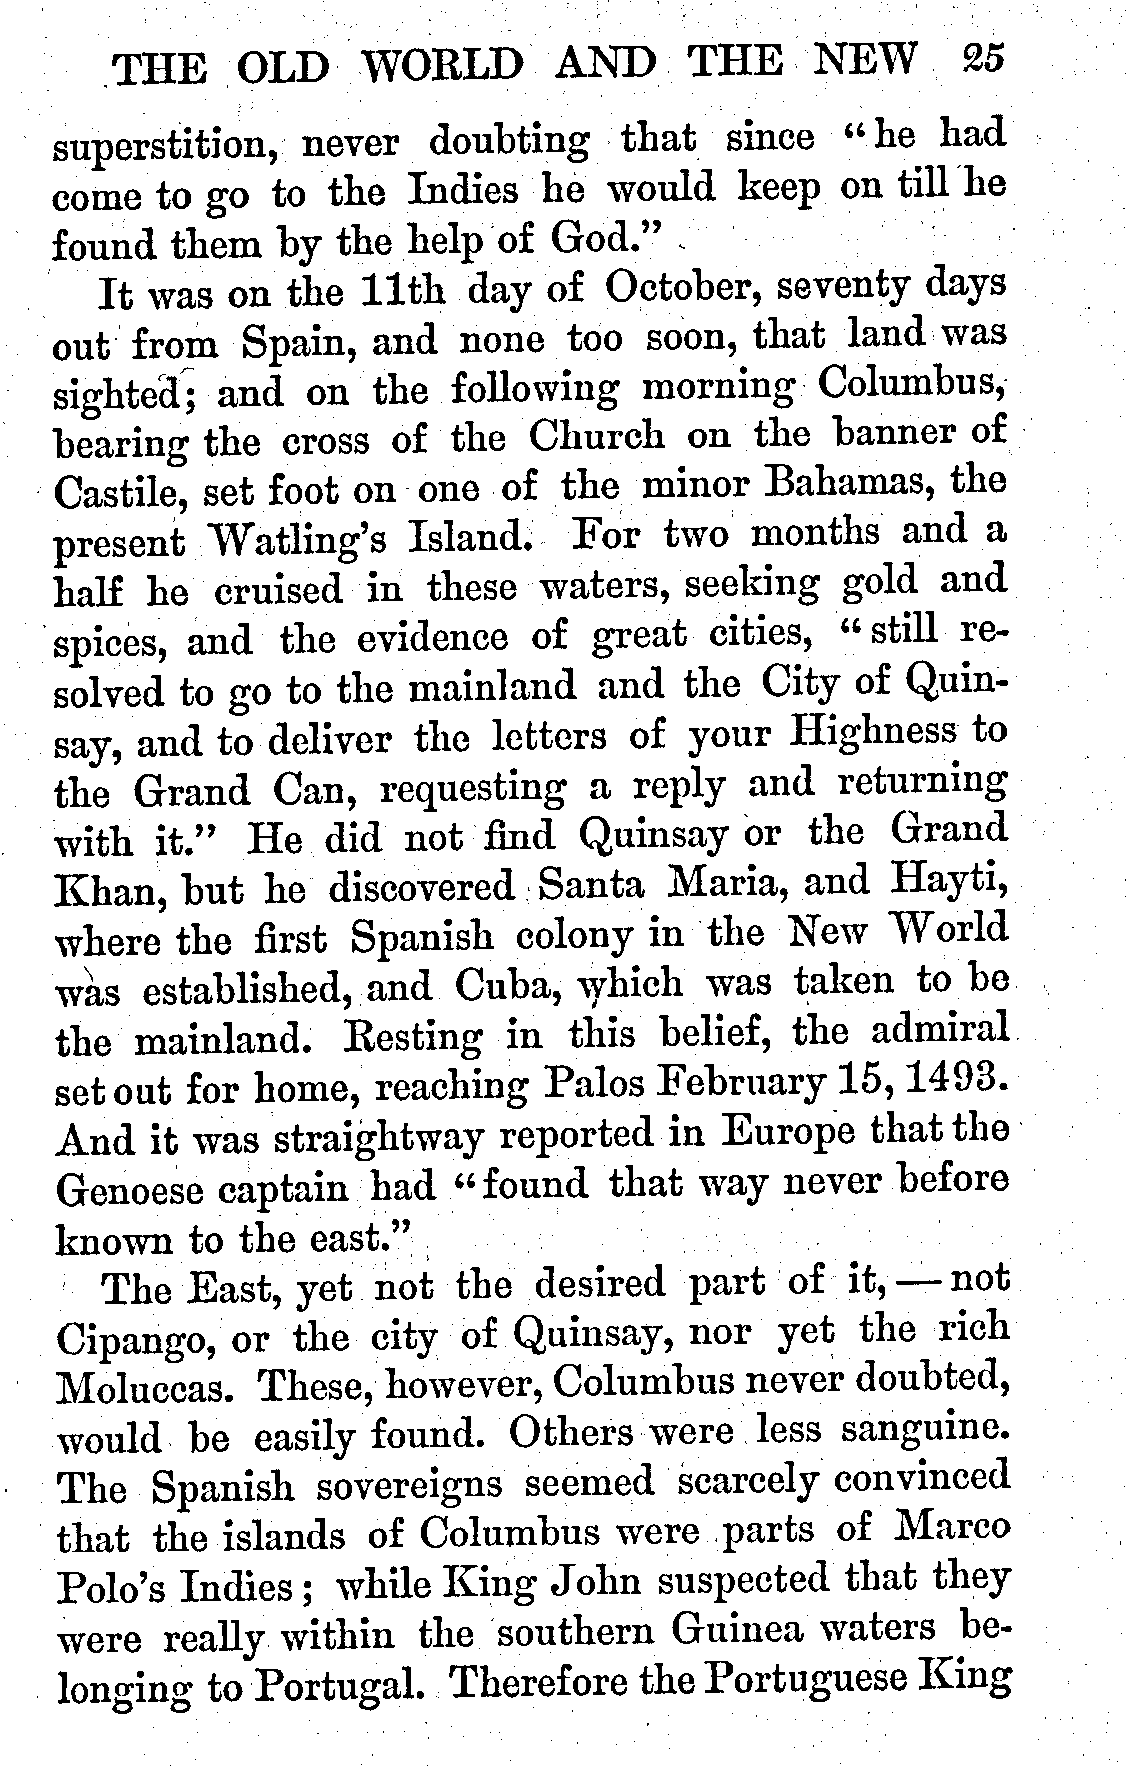 THE OLD WORLD AND THE NEW 25
superstition, never doubting that since “he had
come to go to the Indies he would keep on till he
found them by the help of God.”
It was on the 11th day of October, seventy days
out from Spain, and none too soon, that land was
sighted; and on the following morning Columbus,
bearing the cross of the Church on the banner of
Castile, set foot on one of the minor Bahamas, the
present Watling’s Island. For two months and a
half he cruised in these waters, seeking gold and
spices, and the evidence of great cities, “still re-
solved to go to the mainland and the City of Quin-
say, and to deliver the letters of your Highness to
the Grand Can, requesting a reply and returning
with it.” He did not find Quinsay or the Grand
Khan, but he discovered Santa Maria, and Hayti,
where the first Spanish colony in the New World
was established, and Cuba, which was taken to be
the mainland. Resting in this belief, the admiral
set out for home, reaching Palos February 15, 1493.
And it was straightway reported in Europe that the
Genoese captain had “found that way never before
known to the east.”
The East, yet not the desired part of it, — not
Cipango, or the city of Quinsay, nor yet the rich
Moluccas. These, however, Columbus never doubted,
would be easily found. Others were less sanguine.
The Spanish sovereigns seemed scarcely convinced
that the islands of Columbus were parts of Marco
Polo’s Indies; while King John suspected that they
were really within the southern Guinea waters be-
longing to Portugal. Therefore the Portuguese King